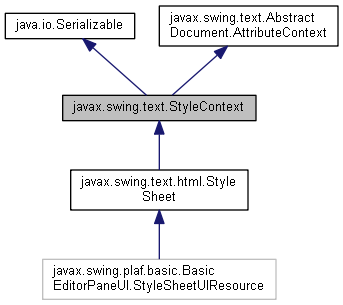 java.io.Serializable
javax.swing.text.Abstract
Document.AttributeContext
javax.swing.text.StyleContext
javax.swing.text.html.Style
Sheet
javax.swing.plaf.basic.Basic
EditorPaneUI.StyleSheetUIResource